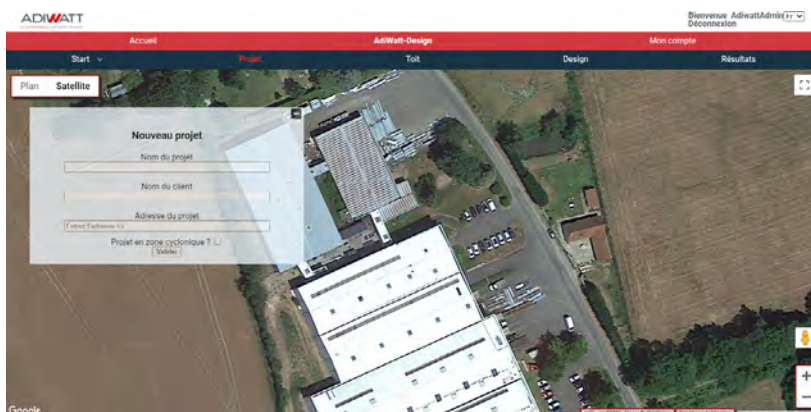 ADIWATT
Bienvenue AdiwattAdmin
Fr
Déconnexion
Accueil
AdiWatt-Design
Mon compte
Start
Projet
Toit
Design
Résultats
Plan
Satellite
Nouveau projet
Nom du projet
Nom du client
Adresse du projet
Projet en zone cyclonique ?
Valider
Google